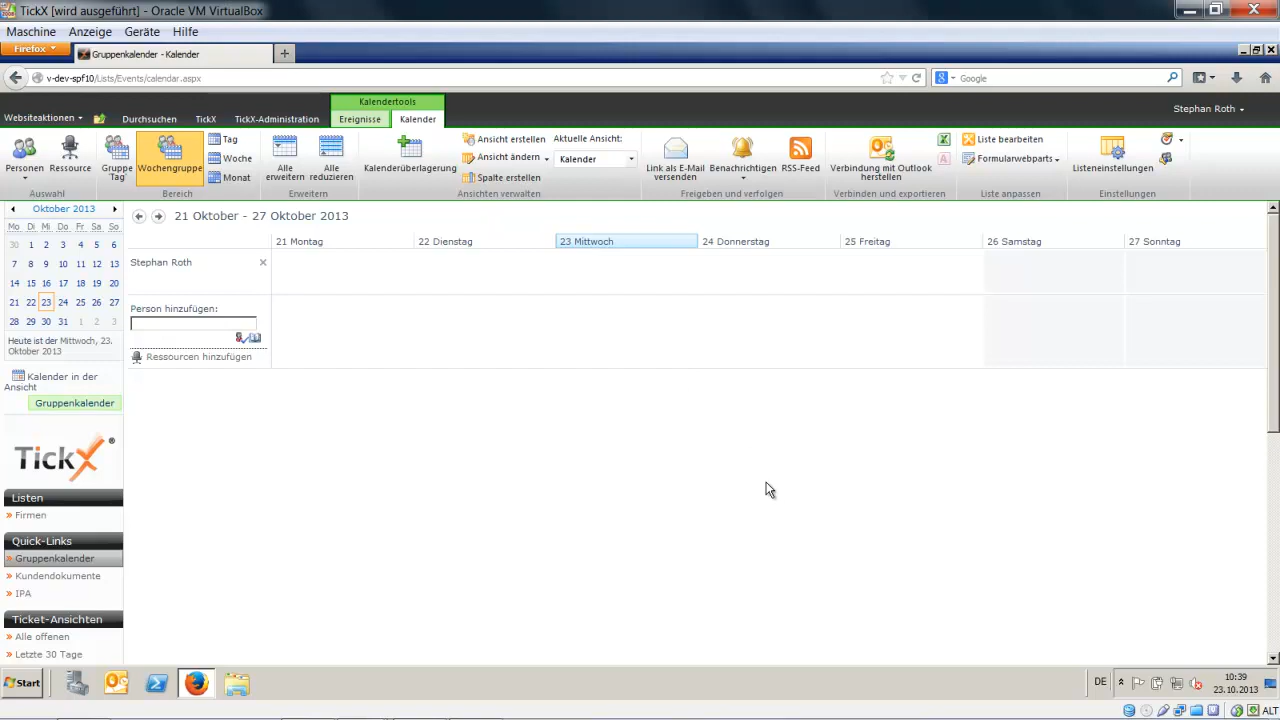 TickX [wird ausgeführt] - Oracle VM VirtualBox
Maschine Anzeige Geräte Hilfe
Firefox
Gruppenkalender - Kalender
v-dev-spf10/Lists/Events/calendar.aspx
Google
Kalendertools
Stephan Roth
Websiteaktionen Durchsuchen TickX TickX-Administration Ereignisse Kalender
Personen
Ressourcen
Gruppe Tag
Wochengruppe
Tag
Woche
Monat
Alle erweitern
Alle reduzieren
Kalenderüberlagerung
Ansicht erstellen
Ansicht ändern
Spalte erstellen
Aktuelle Ansicht:
Kalender
Link als E-Mail versenden
Benachrichtigen
RSS-Feed
Verbindung mit Outlook herstellen
Liste bearbeiten
Formularwebparts
Listeneinstellungen
Auswahl Bereich Erweitern Ansichten verwalten Freigeben und verfolgen Verbinden und exportieren Liste anpassen Einstellungen
Oktober 2013
Mo Di Mi Do Fr Sa So
30 1 2 3 4 5 6
7 8 9 10 11 12 13
14 15 16 17 18 19 20
21 22 23 24 25 26 27
28 29 30 31 1 2 3
Heute ist der Mittwoch, 23.
Oktober 2013
Kalender in der
Ansicht
Gruppenkalender
TickX®
Listen
Firmen
Quick-Links
Gruppenkalender
Kundendokumente
IPA
Ticket-Ansichten
Alle offenen
Letzte 30 Tage
21 Oktober - 27 Oktober 2013
21 Montag 22 Dienstag 23 Mittwoch 24 Donnerstag 25 Freitag 26 Samstag 27 Sonntag
Stephan Roth
Person hinzufügen:
Ressourcen hinzufügen
Start
DE
10:39
23.10.2013
ALT